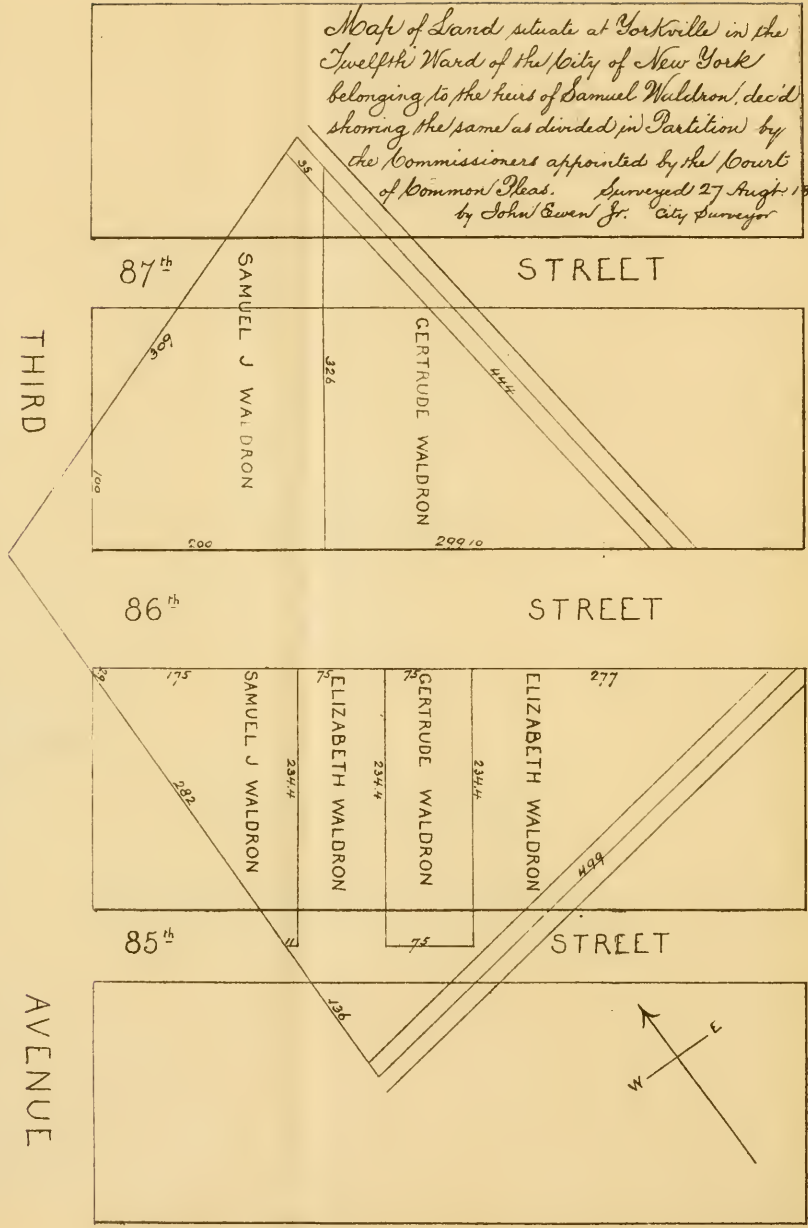 Map of Land situate at Yorkville in the
Twelfth Ward of the City of New York
belonging to the heirs of Samuel Waldron, dec'd
showing the same as divided in Partition by
the Commissioners appointed by the Court
of Common Pleas. Surveyed 27 Augt. 18
by John Ewen Jr. City Surveyor
35
87th STREET
SAMUEL J WALDRON
GERTRUDE WALDRON
309
326
444
THIRD
100
200
299 10
86th STREET
29
175
75
75
277
SAMUEL J WALDRON
ELIZABETH WALDRON
GERTRUDE WALDRON
ELIZABETH WALDRON
234.4
234.4
234.4
282
499
85th STREET
11
75
136
AVENUE
E
W